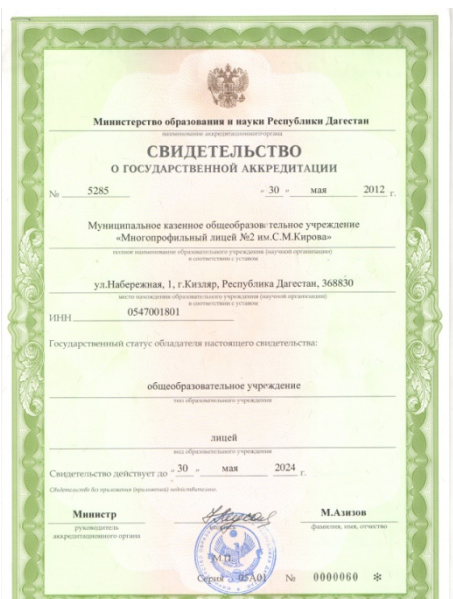 Министерство образования и науки Республики Дагестан
наименование аккредитационного органа
СВИДЕТЕЛЬСТВО
О ГОСУДАРСТВЕННОЙ АККРЕДИТАЦИИ
№ 5285 « 30 » мая 2012 г.
Муниципальное казенное общеобразовательное учреждение
«Многопрофильный лицей №2 им.С.М.Кирова»
полное наименование образовательного учреждения (научной организации)
в соответствии с уставом
ул.Набережная, 1, г.Кизляр, Республика Дагестан, 368830
место нахождения образовательного учреждения (научной организации)
в соответствии с уставом
ИНН 0547001801
Государственный статус обладателя настоящего свидетельства:
общеобразовательное учреждение
тип образовательного учреждения
лицей
вид образовательного учреждения
Свидетельство действует до « 30 » мая 2024 г.
Свидетельство без приложения (приложений) недействительно.
Министр М.Азизов
руководитель подпись фамилия, имя, отчество
аккредитационного органа
М.П.
Серия 05А01 № 0000060 *